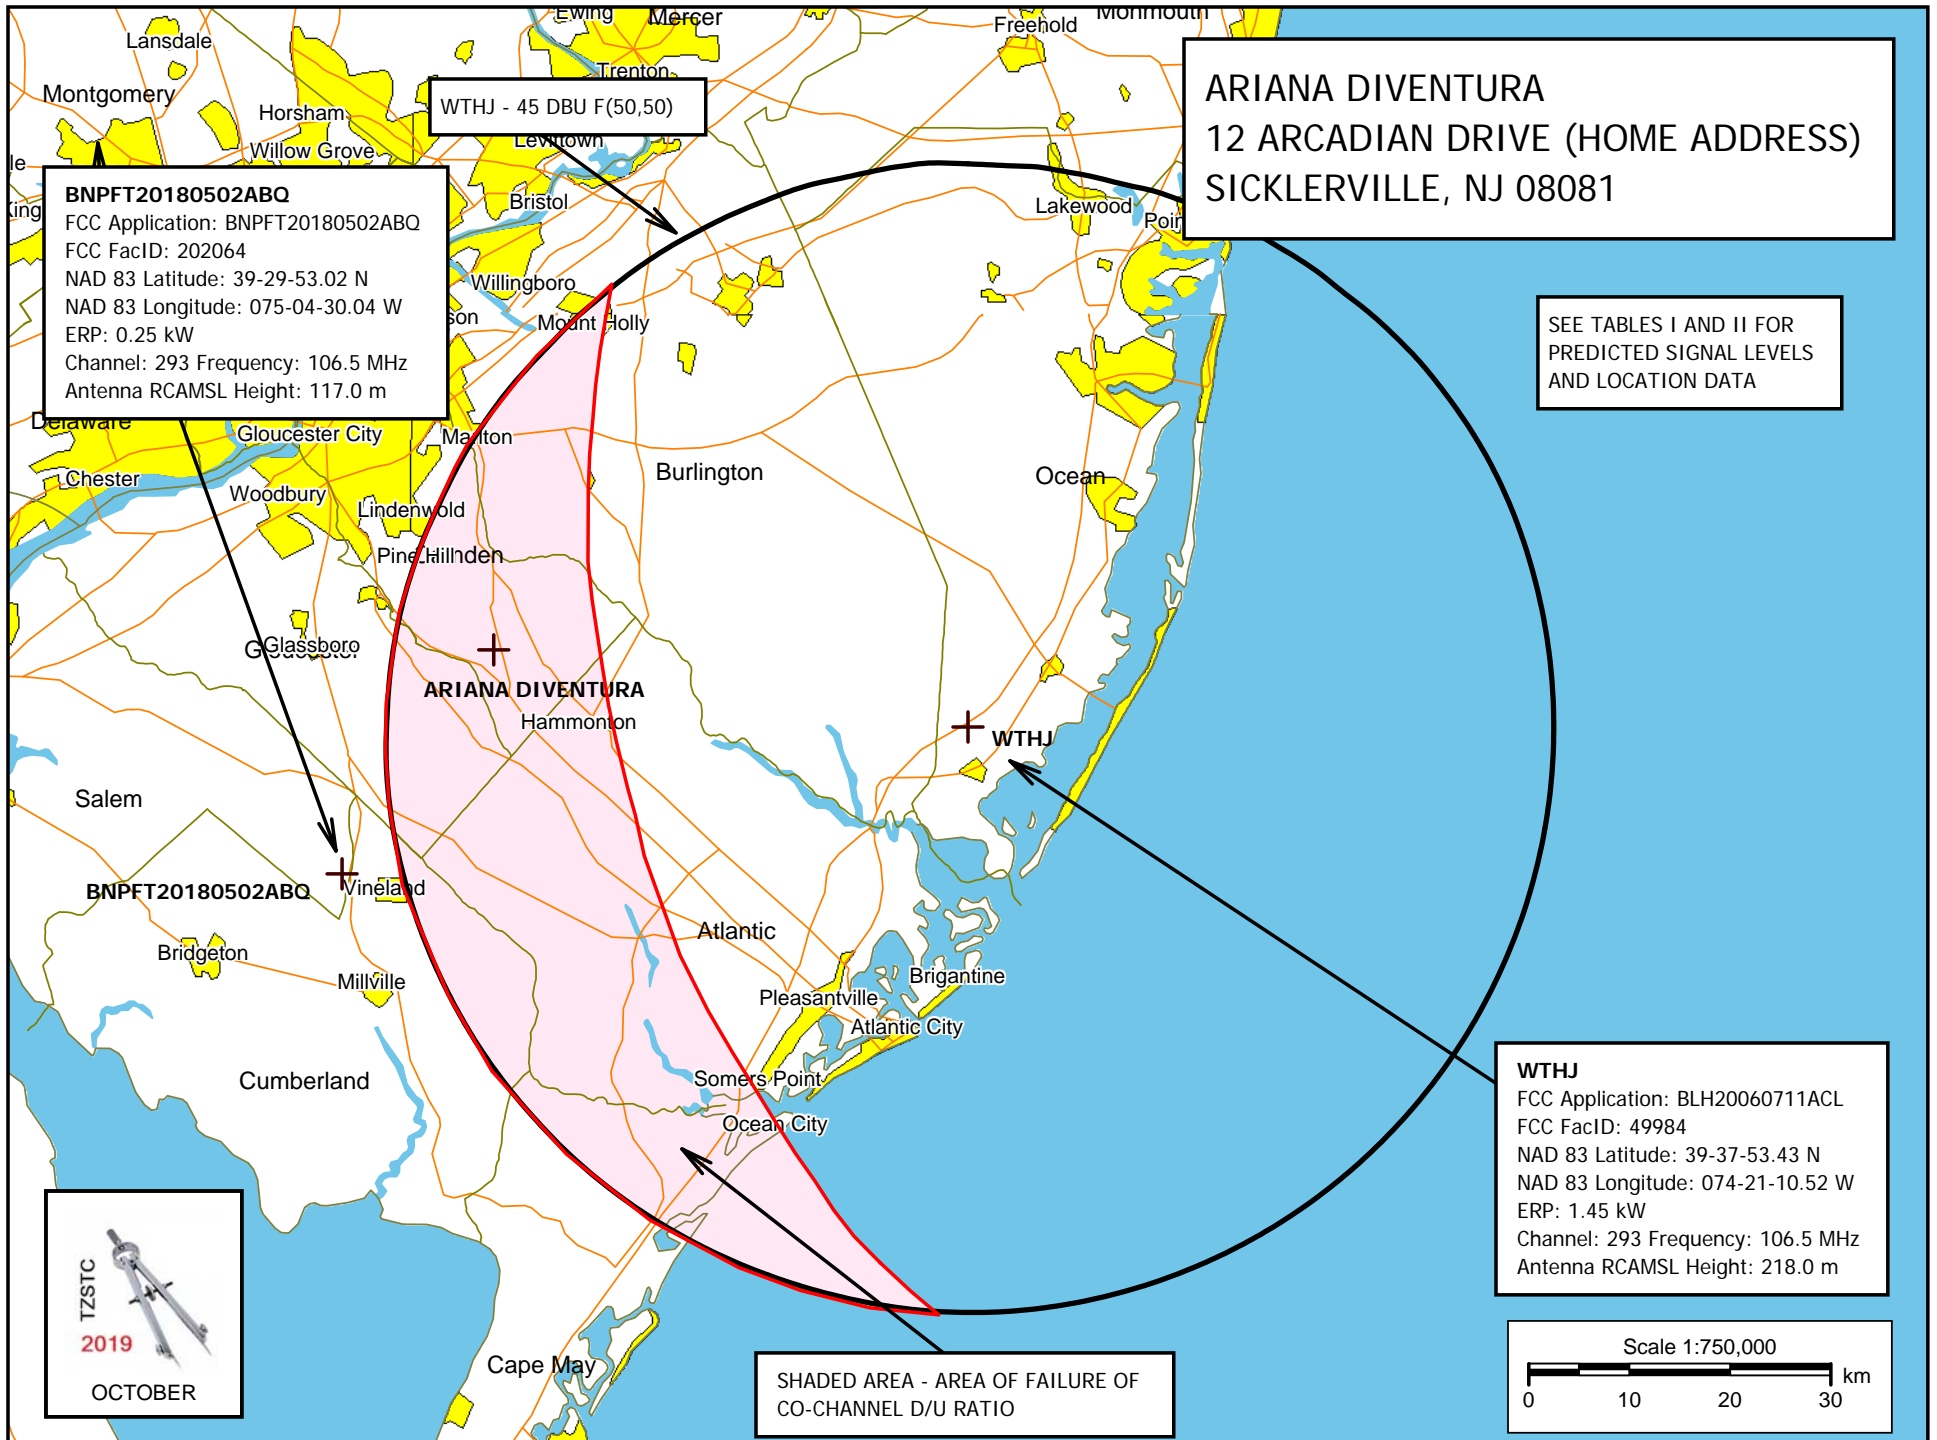 Ewing
Mercer
Monmouth
Lansdale
Freehold
Trenton
Montgomery
Horsham
WTHJ - 45 DBU F(50,50)
Levittown
Willow Grove
ARIANA DIVENTURA
12 ARCADIAN DRIVE (HOME ADDRESS)
SICKLERVILLE, NJ 08081
le
King
Bristol
Lakewood
Poin
BNPFT20180502ABQ
FCC Application: BNPFT20180502ABQ
FCC FacID: 202064
NAD 83 Latitude: 39-29-53.02 N
NAD 83 Longitude: 075-04-30.04 W
ERP: 0.25 kW
Channel: 293 Frequency: 106.5 MHz
Antenna RCAMSL Height: 117.0 m
Willingboro
son
Mount Holly
SEE TABLES I AND II FOR
PREDICTED SIGNAL LEVELS
AND LOCATION DATA
Delaware
Gloucester City
Marlton
Chester
Woodbury
Burlington
Ocean
Lindenwold
Pine Hill
nden
Glassboro
Gloucester
ARIANA DIVENTURA
Hammonton
WTHJ
Salem
BNPFT20180502ABQ
Vineland
Atlantic
Bridgeton
Millville
Brigantine
Pleasantville
Atlantic City
Cumberland
Somers Point
Ocean City
WTHJ
FCC Application: BLH20060711ACL
FCC FacID: 49984
NAD 83 Latitude: 39-37-53.43 N
NAD 83 Longitude: 074-21-10.52 W
ERP: 1.45 kW
Channel: 293 Frequency: 106.5 MHz
Antenna RCAMSL Height: 218.0 m
TZSTC
2019
OCTOBER
Cape May
SHADED AREA - AREA OF FAILURE OF
CO-CHANNEL D/U RATIO
Scale 1:750,000
km
0 10 20 30